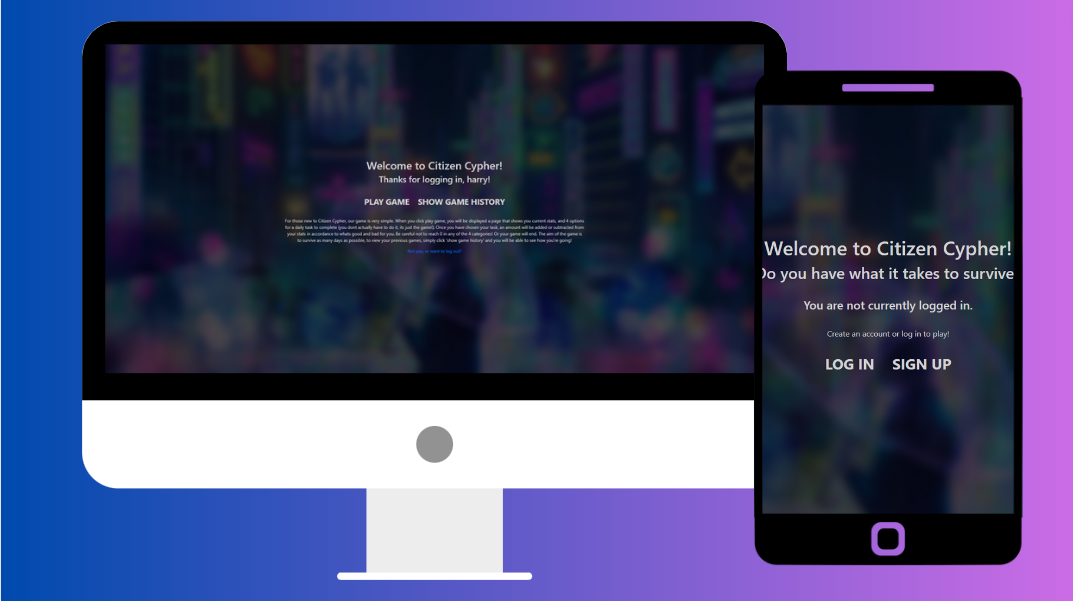 Welcome to Citizen Cypher!
Thanks for logging in, harry!
PLAY GAME SHOW GAME HISTORY
For those new to Citizen Cypher, our game is very simple. When you click play game, you will be displayed a page that shows you current stats, and 4 options
for a daily task to complete (you dont actually have to do it, its just the game!). Once you have chosen your task, an amount will be added or subtracted from
your stats in accordance to whats good and bad for you. Be careful not to reach 0 in any of the 4 categories! Or your game will end. The aim of the game is
to survive as many days as possible, to view your previous games, simply click 'show game history' and you will be able to see how you're going!
Not you, or want to log out?
Welcome to Citizen Cypher!
Do you have what it takes to survive
You are not currently logged in.
Create an account or log in to play!
LOG IN SIGN UP